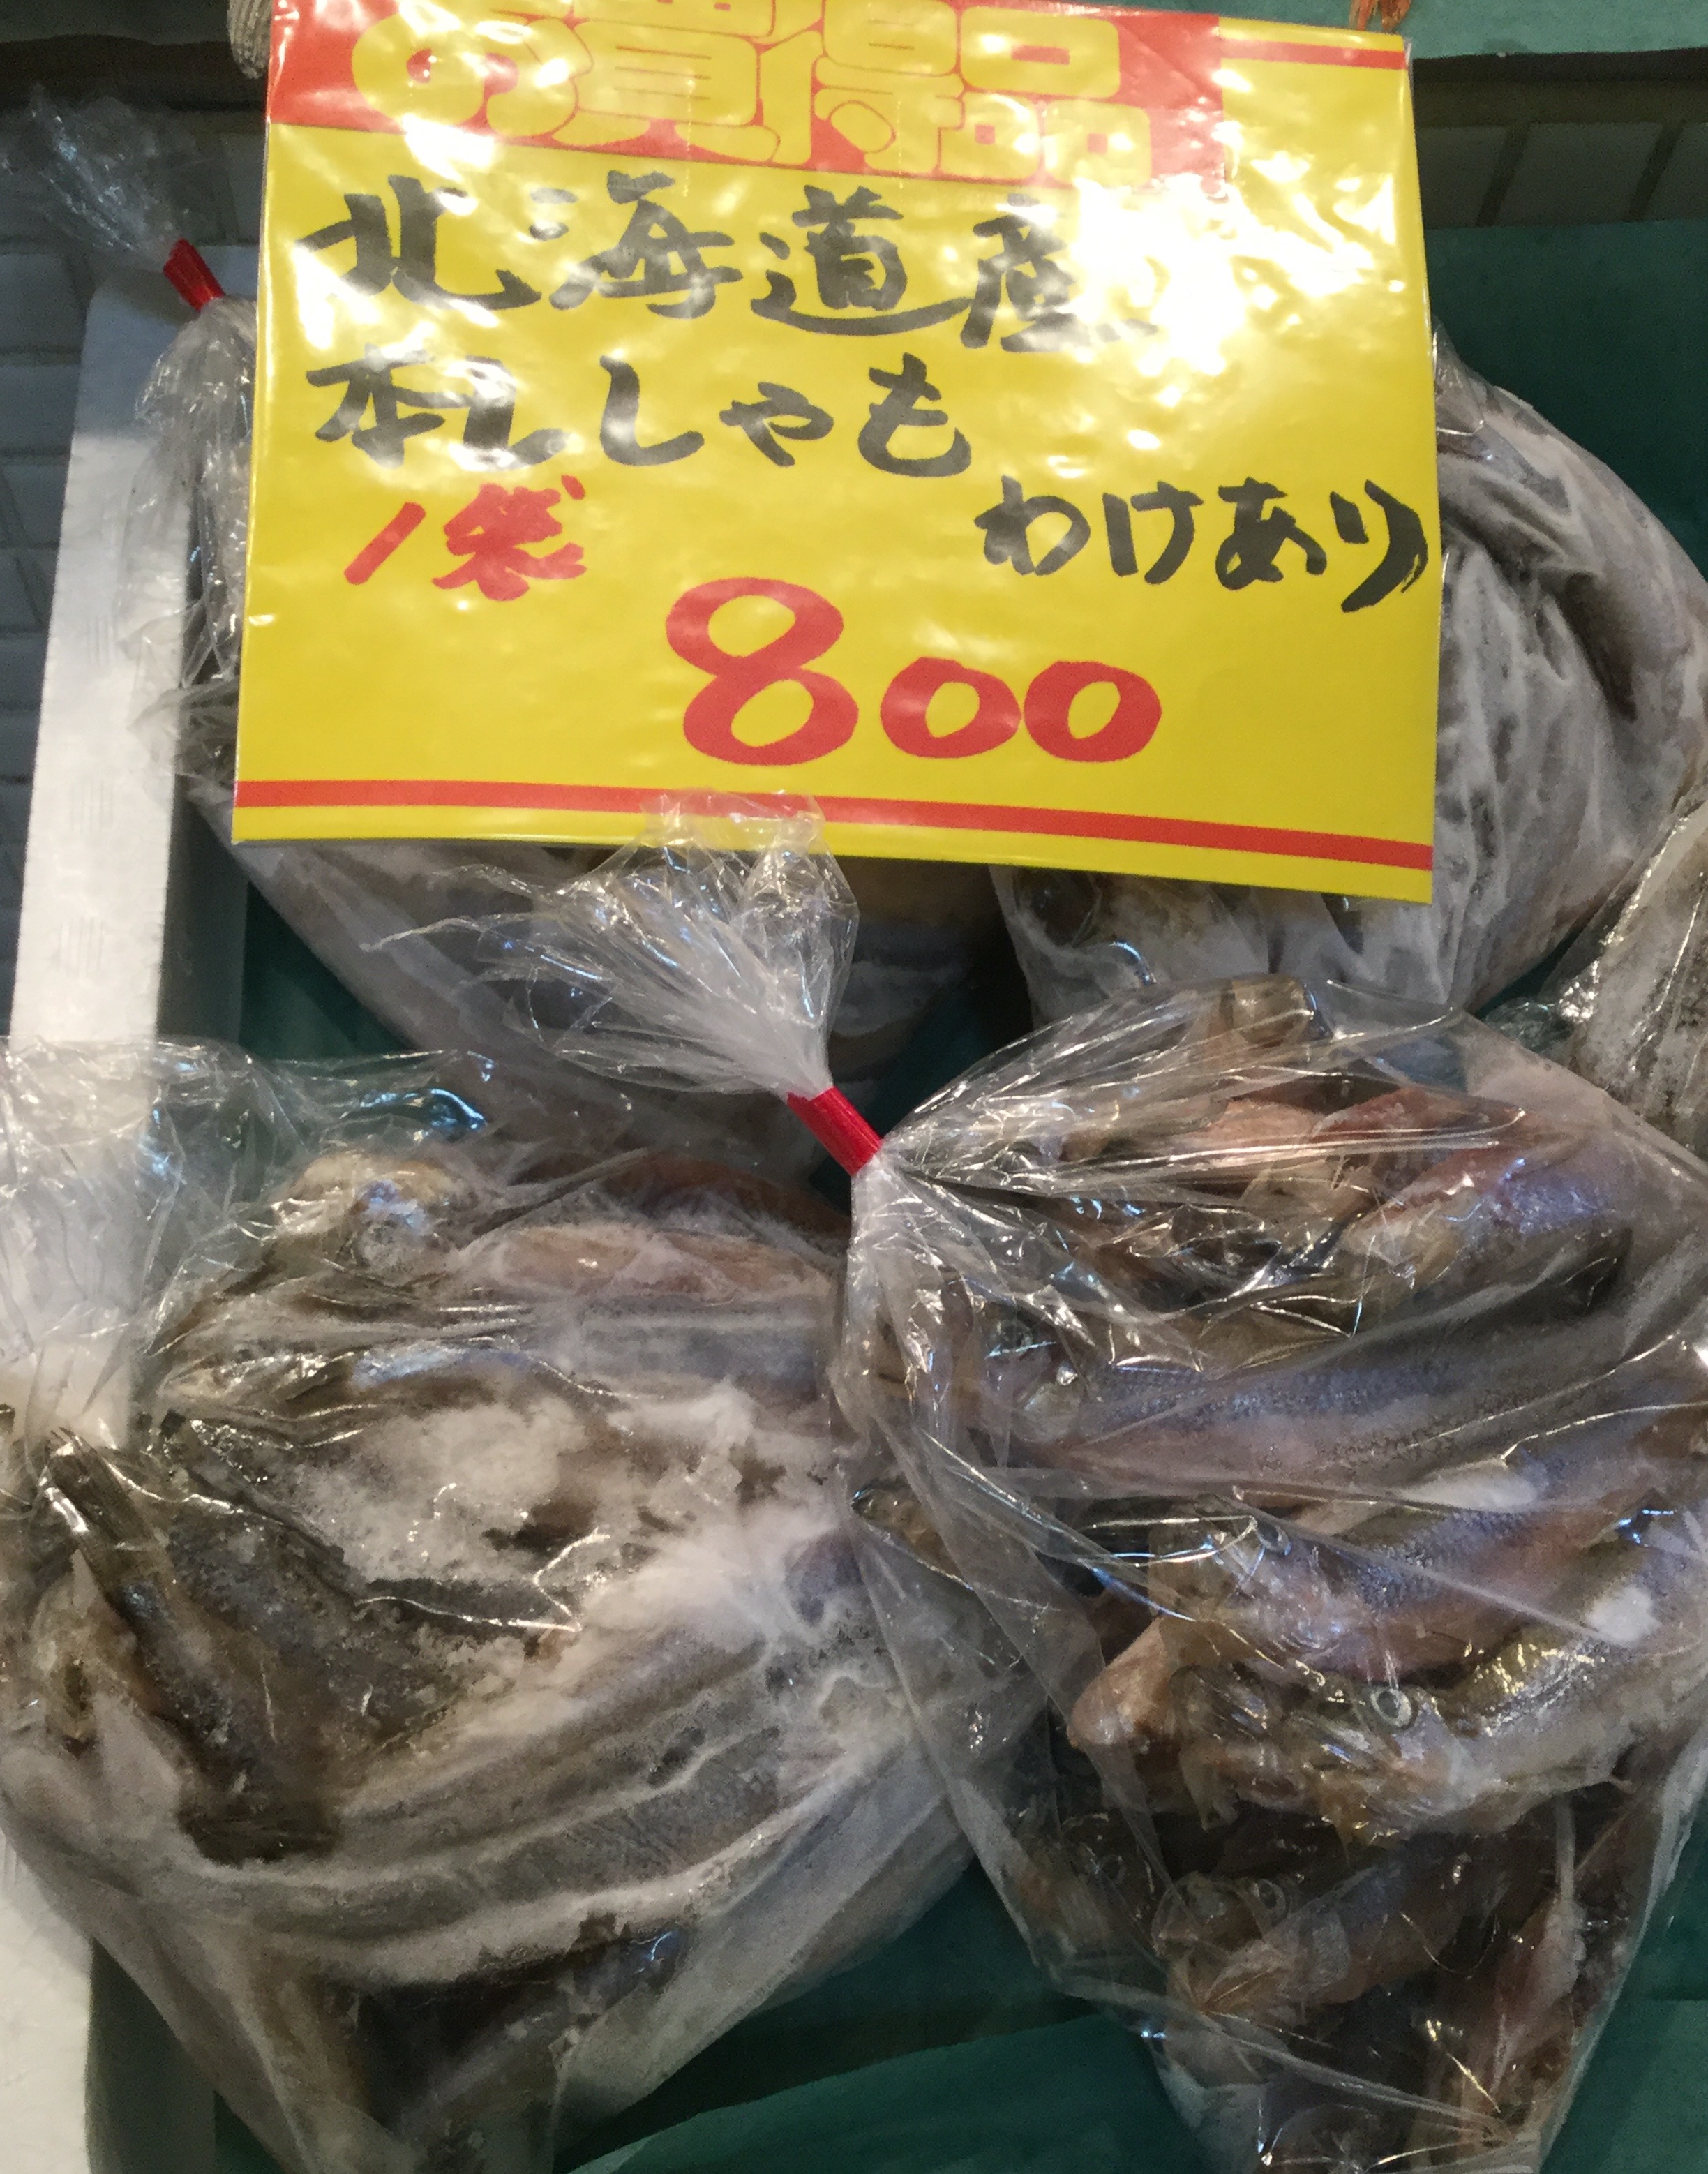 お買得品
北海道産
本ししゃも
わけあり
1袋
800